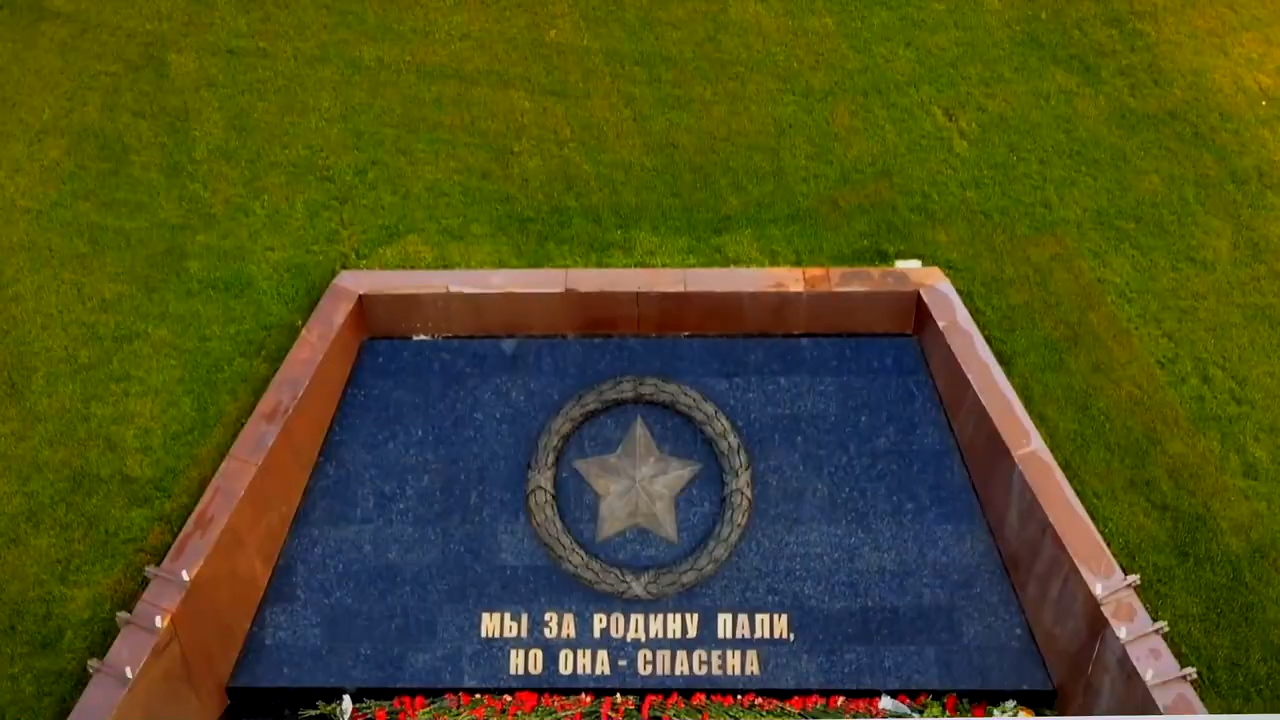 МЫ ЗА РОДИНУ ПАЛИ,
НО ОНА - СПАСЕНА